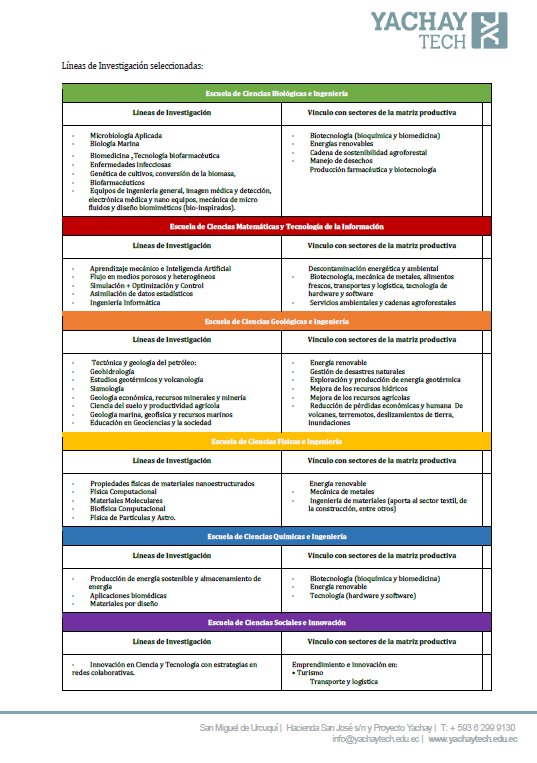 YACHAY
TECH
Líneas de Investigación seleccionadas:
Escuela de Ciencias Biológicas e Ingeniería
Líneas de Investigación
Vínculo con sectores de la matriz productiva
Microbiología Aplicada
Biología Marina
Biomedicina ,Tecnología biofarmacéutica
Enfermedades infecciosas
Genética de cultivos, conversión de la biomasa,
Biofarmacéuticos
Equipos de ingeniería general, imagen médica y detección,
electrónica médica y nano equipos, mecánica de micro
fluidos y diseño biomiméticos (bio-inspirados).
Biotecnología (bioquímica y biomedicina)
Energías renovables
Cadena de sostenibilidad agroforestal
Manejo de desechos
Producción farmacéutica y biotecnología
Escuela de Ciencias Matemáticas y Tecnología de la Información
Líneas de Investigación
Vínculo con sectores de la matriz productiva
Aprendizaje mecánico e Inteligencia Artificial
Flujo en medios porosos y heterogéneos
Simulación + Optimización y Control
Asimilación de datos estadísticos
Ingeniería Informática
Descontaminación energética y ambiental
Biotecnología, mecánica de metales, alimentos
frescos, transportes y logística, tecnología de
hardware y software
Servicios ambientales y cadenas agroforestales
Escuela de Ciencias Geológicas e Ingeniería
Líneas de Investigación
Vínculo con sectores de la matriz productiva
Tectónica y geología del petróleo:
Geohidrología
Estudios geotérmicos y volcanología
Sismología
Geología económica, recursos minerales y minería
Ciencia del suelo y productividad agrícola
Geología marina, geofísica y recursos marinos
Educación en Geociencias y la sociedad
Energía renovable
Gestión de desastres naturales
Exploración y producción de energía geotérmica
Mejora de los recursos hídricos
Mejora de los recursos agrícolas
Reducción de pérdidas económicas y humana De
volcanes, terremotos, deslizamientos de tierra,
inundaciones
Escuela de Ciencias Físicas e Ingeniería
Líneas de Investigación
Vínculo con sectores de la matriz productiva
Propiedades físicas de materiales nanoestructurados
Física Computacional
Materiales Moleculares
Biofísica Computacional
Física de Partículas y Astro.
Energía renovable
Mecánica de metales
Ingeniería de materiales (aporta al sector textil, de
la construcción, entre otros)
Escuela de Ciencias Químicas e Ingeniería
Líneas de Investigación
Vínculo con sectores de la matriz productiva
Producción de energía sostenible y almacenamiento de
energía
Aplicaciones biomédicas
Materiales por diseño
Biotecnología (bioquímica y biomedicina)
Energía renovable
Tecnología (hardware y software)
Escuela de Ciencias Sociales e Innovación
Líneas de Investigación
Vínculo con sectores de la matriz productiva
Innovación en Ciencia y Tecnología con estrategias en
redes colaborativas.
Emprendimiento e innovación en:
• Turismo
Transporte y logística
San Miguel de Urcuquí | Hacienda San José s/n y Proyecto Yachay | T: + 593 6 299 9130
info@yachaytech.edu.ec | www.yachaytech.edu.ec